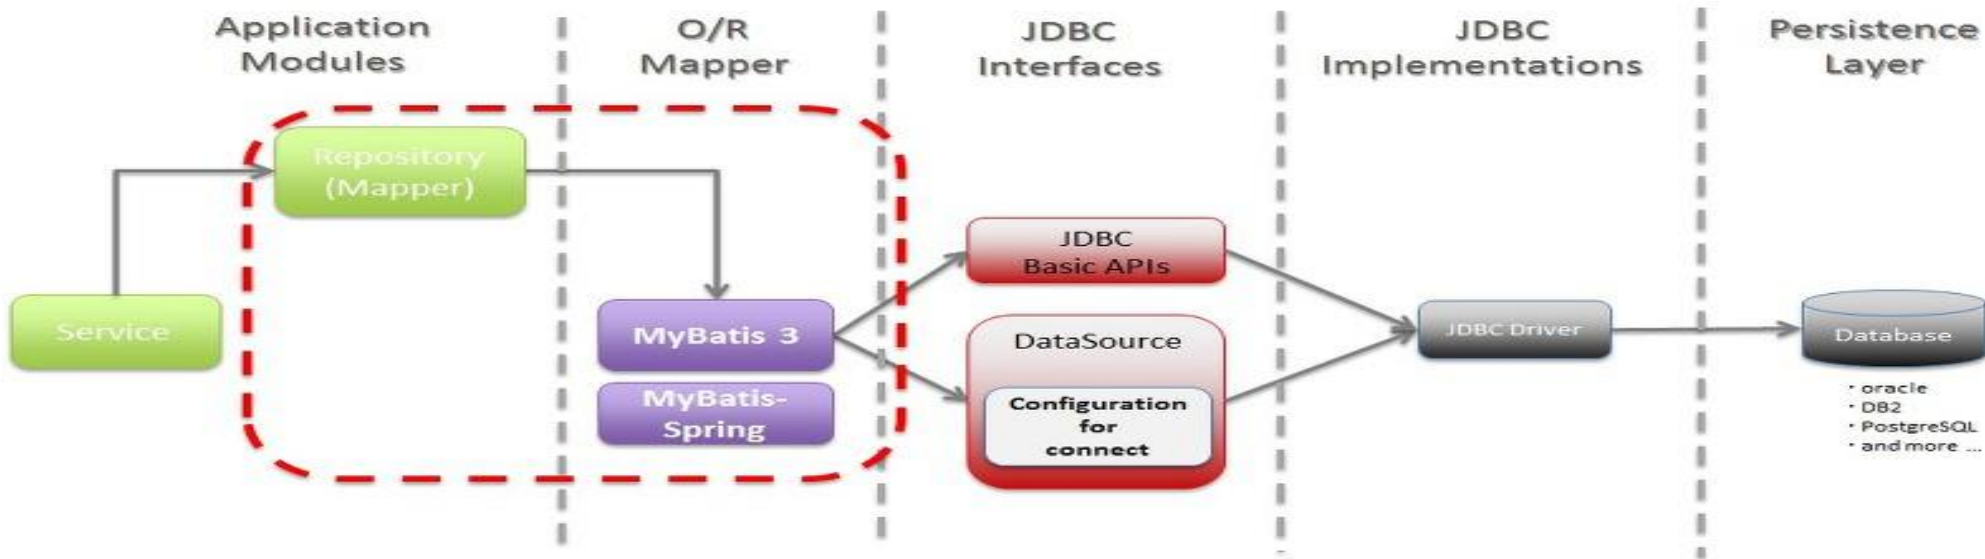 Application
Modules
O/R
Mapper
JDBC
Interfaces
JDBC
Implementations
Persistence
Layer
Repository
(Mapper)
Service
MyBatis 3
MyBatis-
Spring
JDBC
Basic APIs
DataSource
Configuration
for
connect
JDBC Driver
Database
· oracle
· DB2
· PostgreSQL
· and more ...